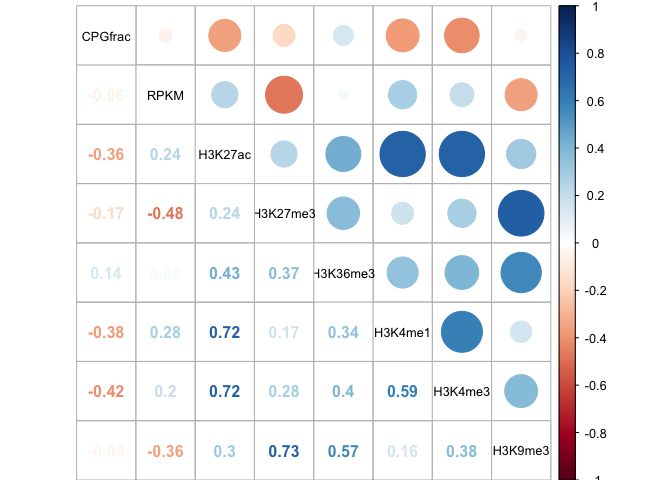 CPGfrac
-0.06 RPKM
-0.36 0.24 H3K27ac
-0.17 -0.48 0.24 H3K27me3
0.14 0.03 0.43 0.37 H3K36me3
-0.38 0.28 0.72 0.17 0.34 H3K4me1
-0.42 0.2 0.72 0.28 0.4 0.59 H3K4me3
-0.05 -0.36 0.3 0.73 0.57 0.16 0.38 H3K9me3
1
0.8
0.6
0.4
0.2
0
-0.2
-0.4
-0.6
-0.8
-1